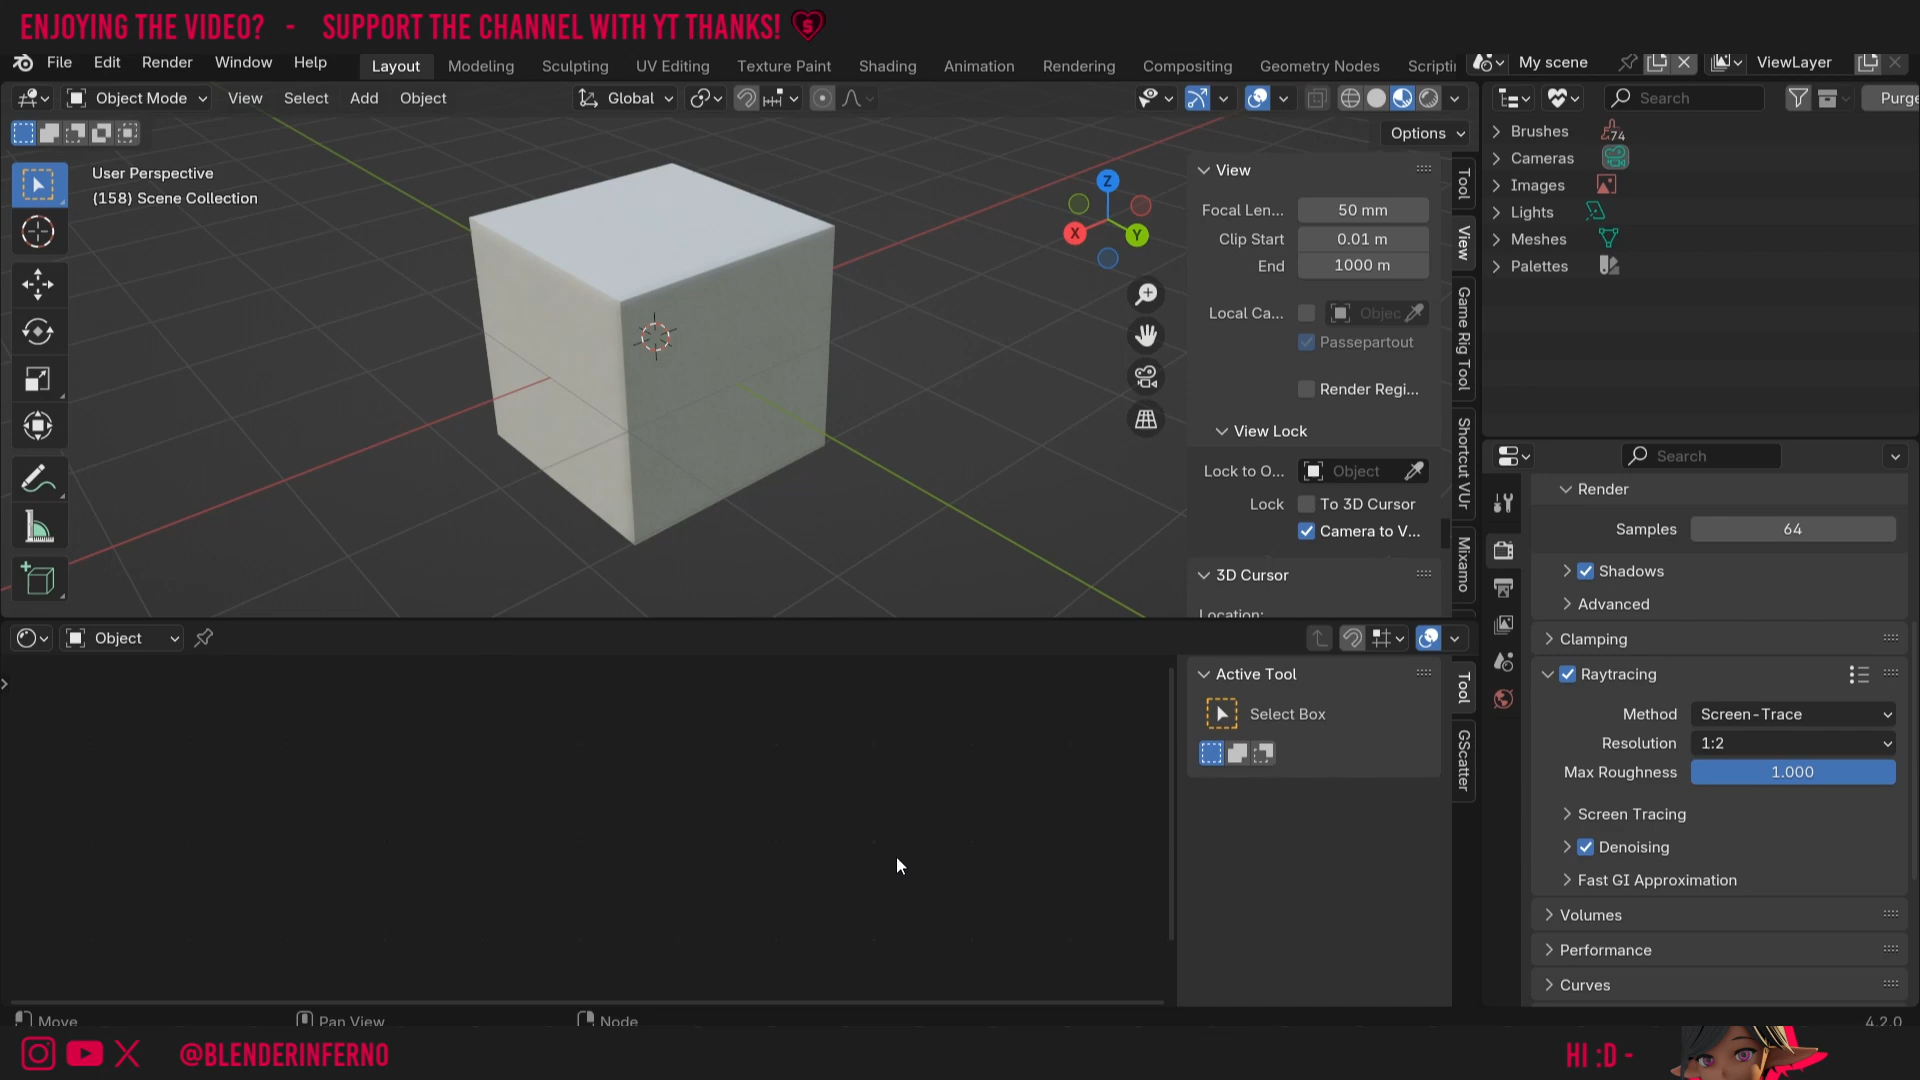 ENJOYING THE VIDEO? - SUPPORT THE CHANNEL WITH YT THANKS!
File Edit Render Window Help Layout Modeling Sculpting UV Editing Texture Paint Shading Animation Rendering Compositing Geometry Nodes Scripti My scene ViewLayer
Object Mode View Select Add Object Global Search Purge
Options
User Perspective
(158) Scene Collection
Z
X
Y
View
Focal Len... 50 mm
Clip Start 0.01 m
End 1000 m
Local Ca... Objec
Passepartout
Render Regi...
View Lock
Lock to O... Object
Lock To 3D Cursor
Camera to V...
3D Cursor
Location:
Tool
View
Game Rig Tool
Shortcut VUr
Mixamo
Brushes 74
Cameras
Images
Lights
Meshes
Palettes
Search
Render
Samples 64
Shadows
Advanced
Clamping
Raytracing
Method Screen-Trace
Resolution 1:2
Max Roughness 1.000
Screen Tracing
Denoising
Fast GI Approximation
Volumes
Performance
Curves
Object
Active Tool
Select Box
Tool
GScatter
Move Pan View Node 4.2.0
@BLENDERINFERNO HI :D -